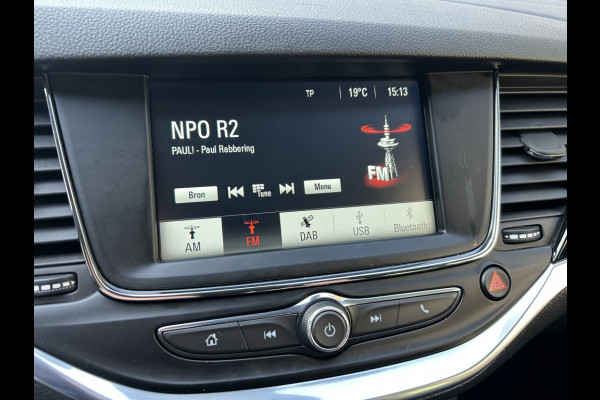 TP 19°C 15:13
NPO R2
PAUL! - Paul Rabbering
FM
Bron Tune Menu
AM FM DAB USB Bluetooth